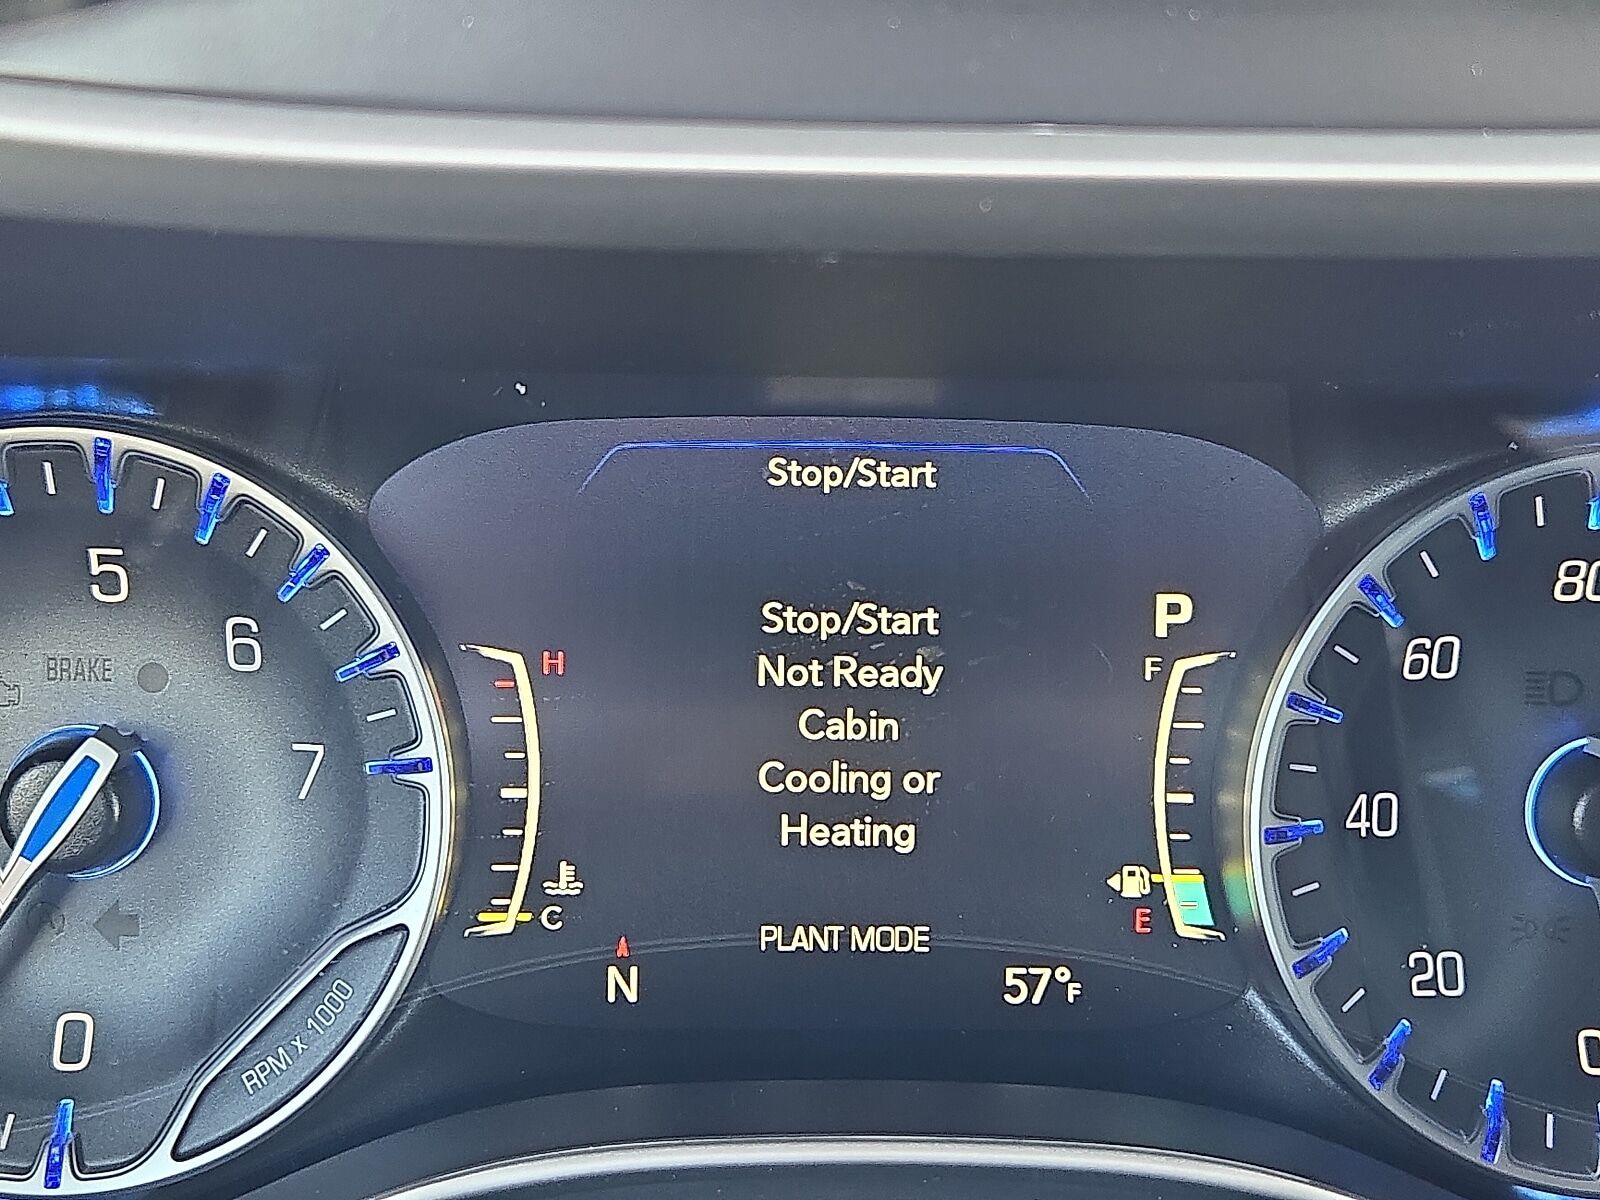 Stop/Start
Stop/Start
Not Ready
Cabin
Cooling or
Heating
PLANT MODE
N
57°F
P
H
C
F
E
BRAKE
5
6
7
0
RPM x 1000
80
60
40
20
0